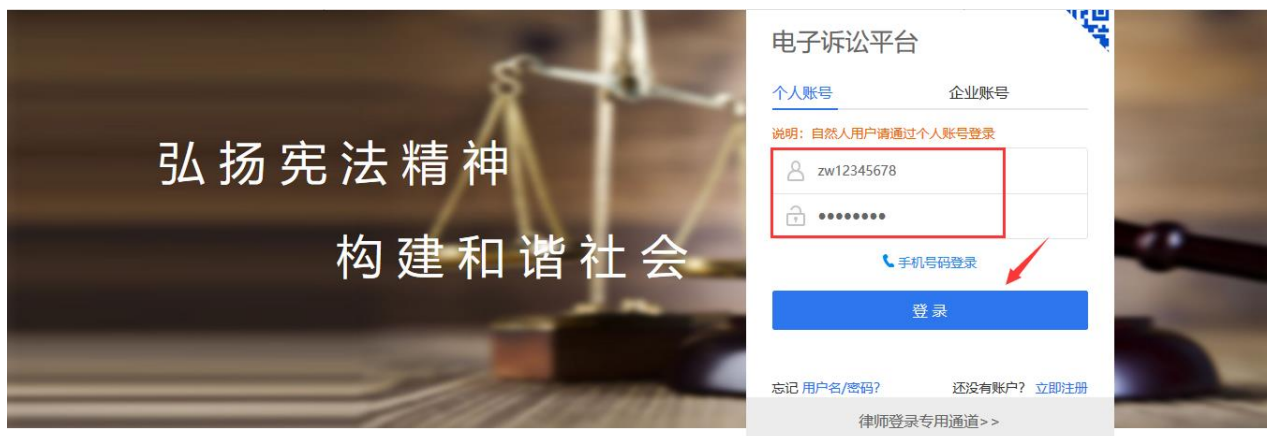 弘扬宪法精神
构建和谐社会
电子诉讼平台
个人账号 企业账号
说明：自然人用户请通过个人账号登录
zw12345678
●●●●●●●●
手机号码登录
登录
忘记 用户名/密码? 还没有账户? 立即注册
律师登录专用通道>>